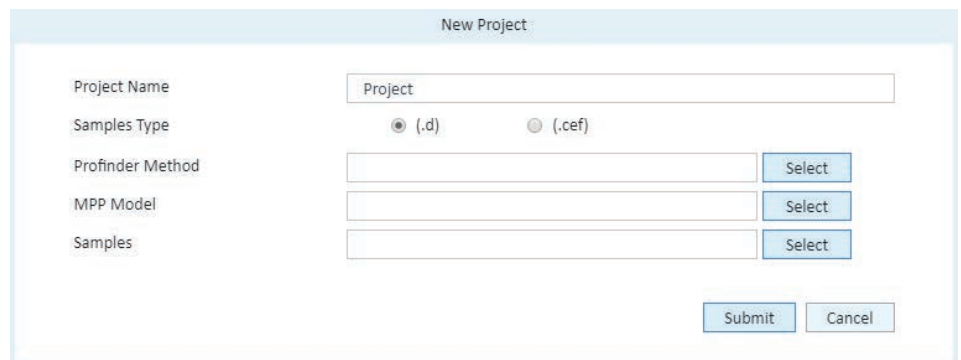 New Project
Project Name Project
Samples Type (.d) (.cef)
Profinder Method Select
MPP Model Select
Samples Select
Submit Cancel